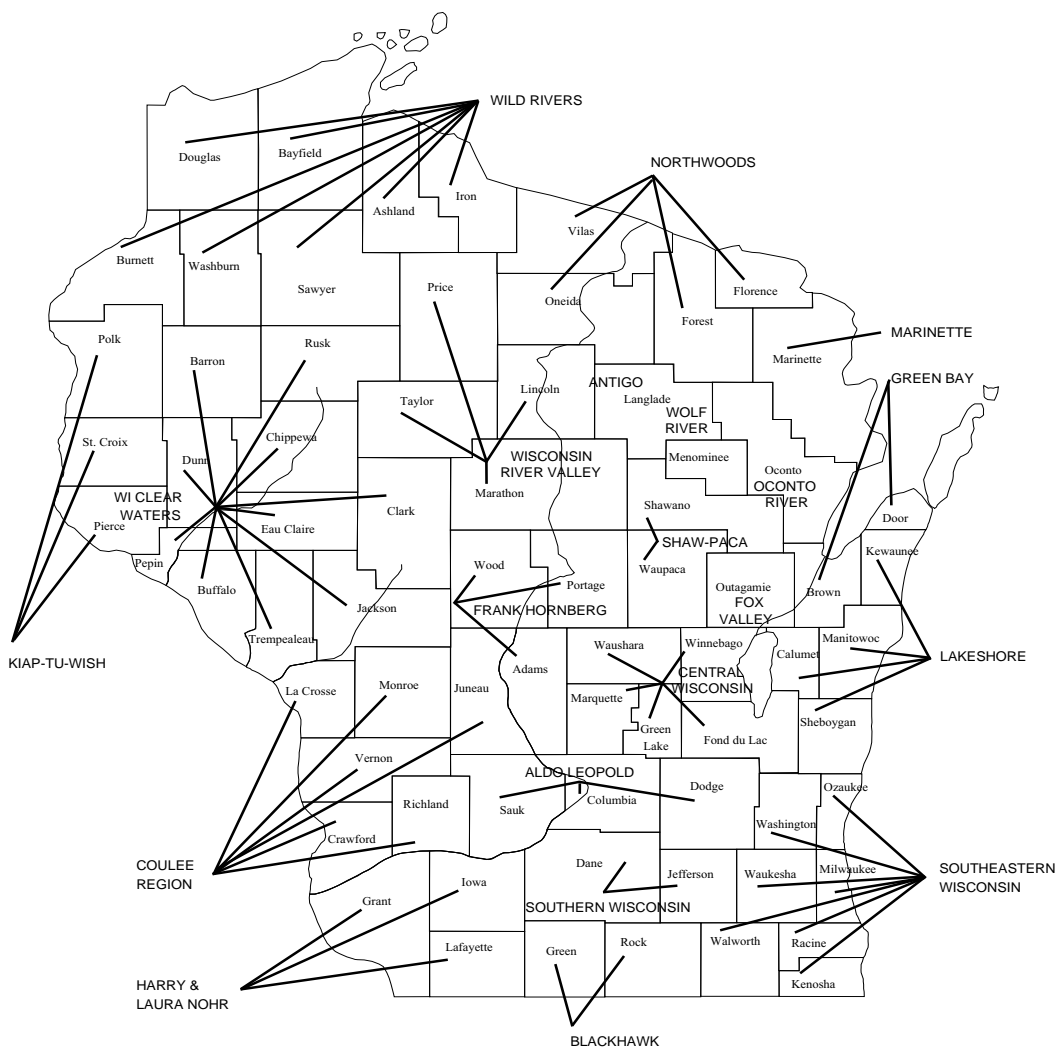 WILD RIVERS
Douglas
Bayfield
NORTHWOODS
Ashland
Iron
Vilas
Burnett
Washburn
Sawyer
Price
Oneida
Florence
Forest
MARINETTE
Polk
Barron
Rusk
Marinette
GREEN BAY
ANTIGO
Lincoln
Langlade
Taylor
WOLF
RIVER
St. Croix
Chippewa
Dunn
WISCONSIN
RIVER VALLEY
Menominee
Oconto
OCONTO
RIVER
Marathon
WI CLEAR
WATERS
Clark
Shawano
Door
Pierce
Eau Claire
SHAW-PACA
Kewaunee
Pepin
Waupaca
Buffalo
Wood
Portage
Outagamie
Brown
FOX
VALLEY
Jackson
FRANK HORNBERG
Trempealeau
Waushara
Winnebago
Manitowoc
Calumet
KIAP-TU-WISH
LAKESHORE
Adams
CENTRAL
WISCONSIN
La Crosse
Monroe
Juneau
Marquette
Sheboygan
Green
Lake
Fond du Lac
Vernon
ALDO LEOPOLD
Richland
Sauk
Columbia
Dodge
Ozaukee
Washington
Crawford
COULEE
REGION
Dane
Jefferson
Waukesha
Milwaukee
SOUTHEASTERN
WISCONSIN
Iowa
Grant
SOUTHERN WISCONSIN
Lafayette
Green
Rock
Walworth
Racine
HARRY &
LAURA NOHR
Kenosha
BLACKHAWK